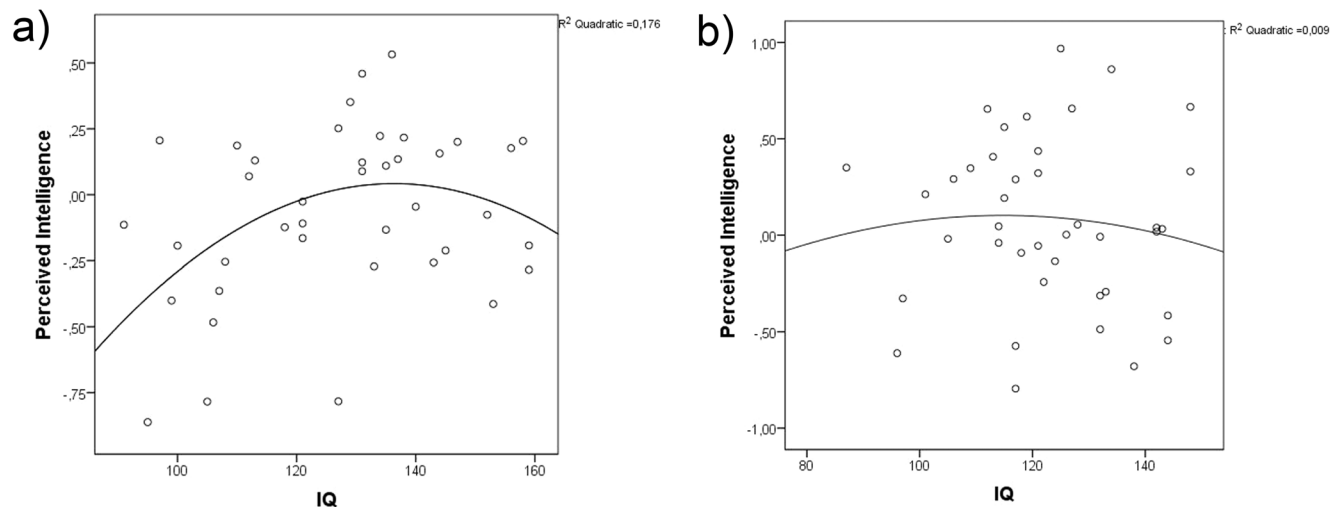 a)
R² Quadratic =0,176
,50
,25
,00
-,25
-,50
-,75
Perceived Intelligence
100 120 140 160
IQ
b)
: R² Quadratic =0,009
1,00
,50
,00
-,50
-1,00
Perceived Intelligence
80 100 120 140
IQ